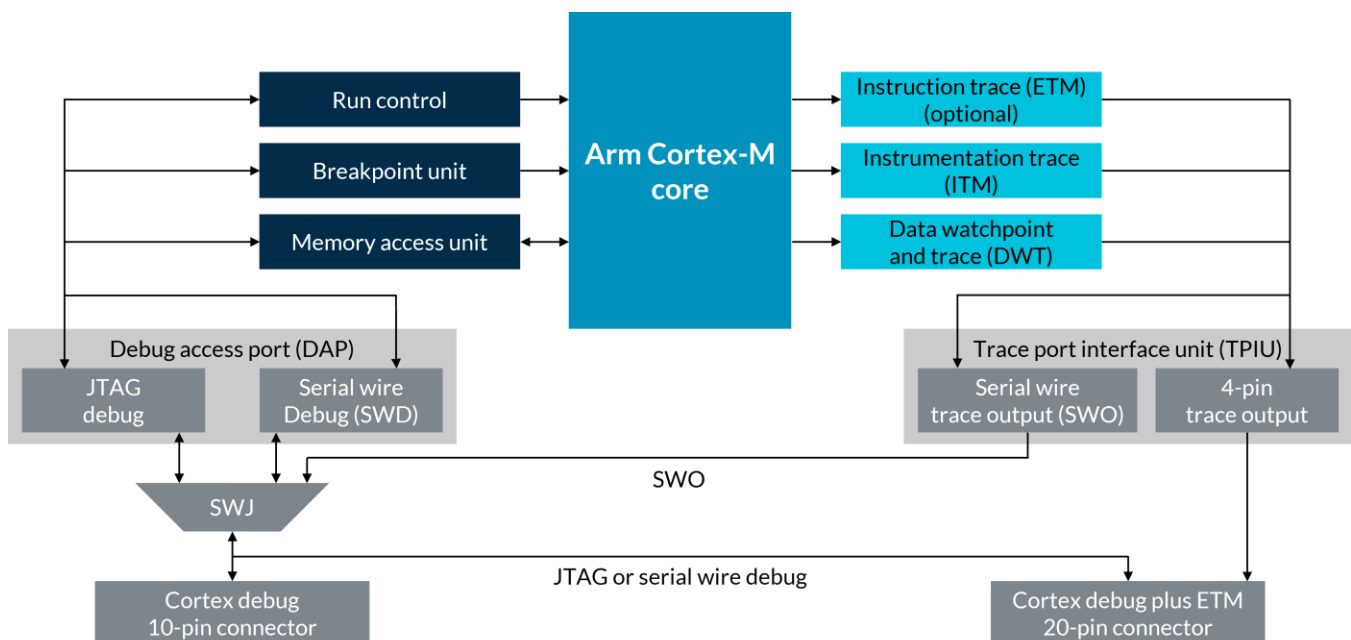 Run control
Breakpoint unit
Memory access unit
Arm Cortex-M
core
Instruction trace (ETM)
(optional)
Instrumentation trace
(ITM)
Data watchpoint
and trace (DWT)
Debug access port (DAP)
JTAG
debug
Serial wire
Debug (SWD)
Trace port interface unit (TPIU)
Serial wire
trace output (SWO)
4-pin
trace output
SWO
SWJ
JTAG or serial wire debug
Cortex debug
10-pin connector
Cortex debug plus ETM
20-pin connector